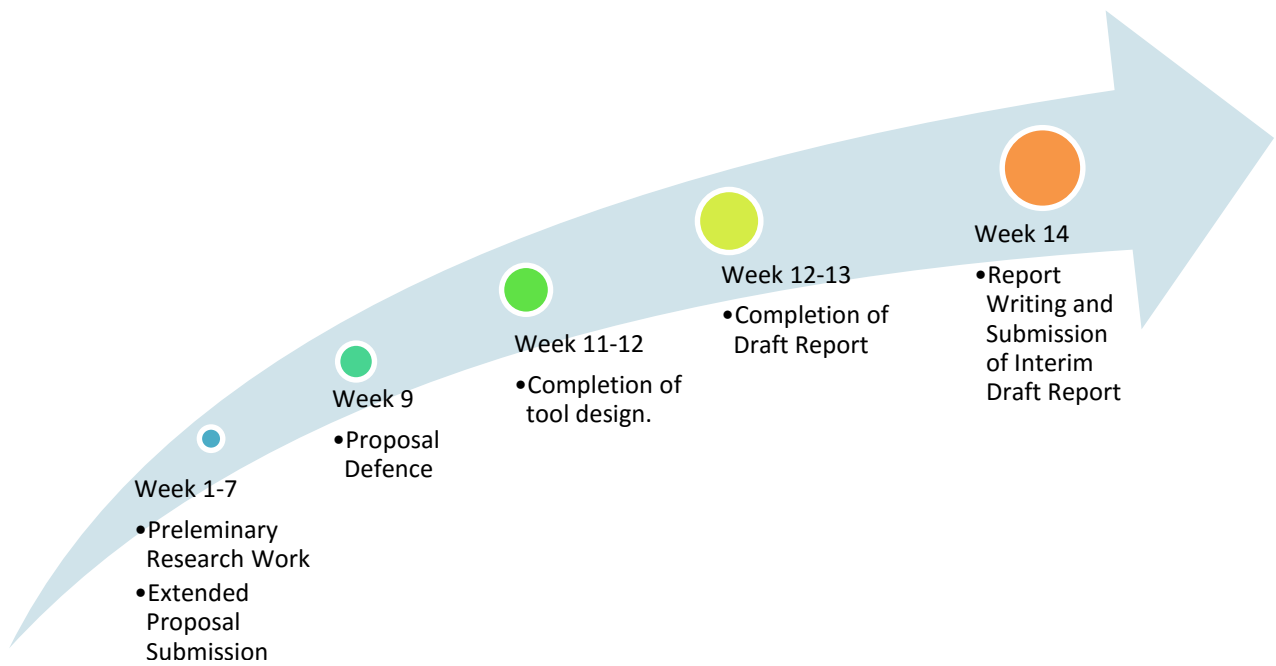 Week 1-7
•Preleminary
Research Work
•Extended
Proposal
Submission
Week 9
•Proposal
Defence
Week 11-12
•Completion of
tool design.
Week 12-13
•Completion of
Draft Report
Week 14
•Report
Writing and
Submission
of Interim
Draft Report